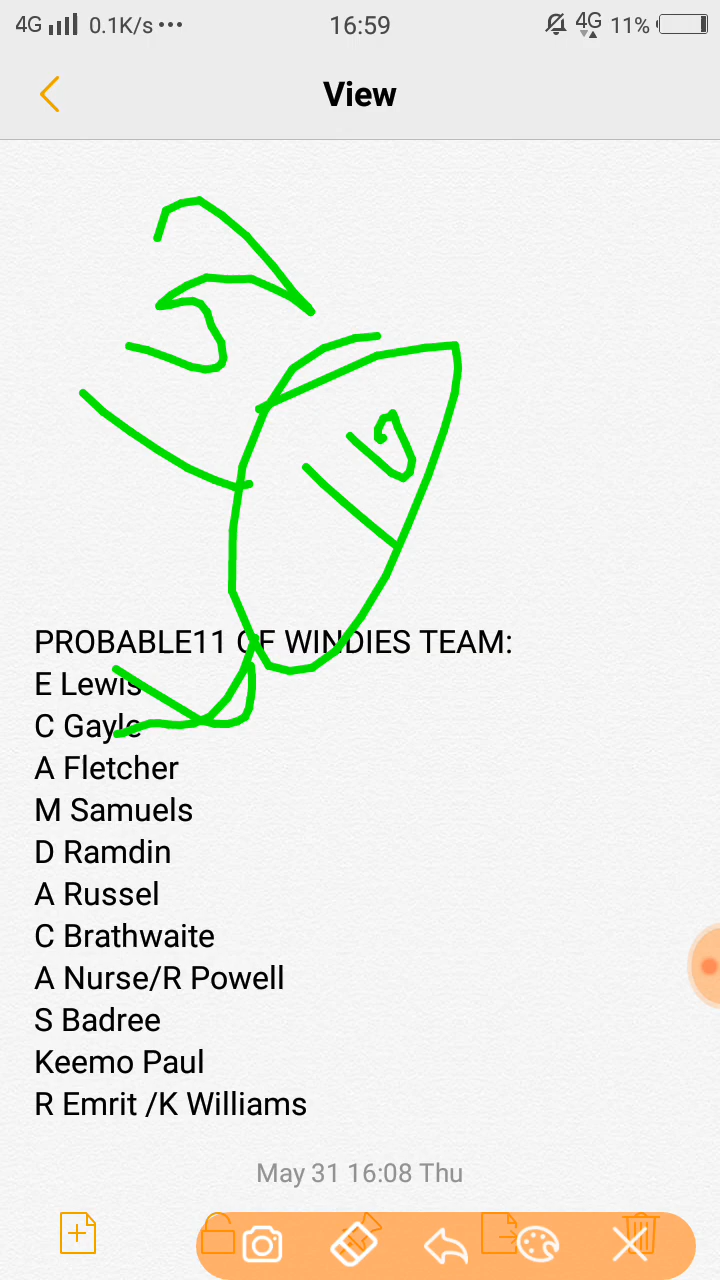 4G 0.1K/s ... 16:59 4G 11%
View
PROBABLE11 OF WINDIES TEAM:
E Lewis
C Gayle
A Fletcher
M Samuels
D Ramdin
A Russel
C Brathwaite
A Nurse/R Powell
S Badree
Keemo Paul
R Emrit /K Williams
May 31 16:08 Thu